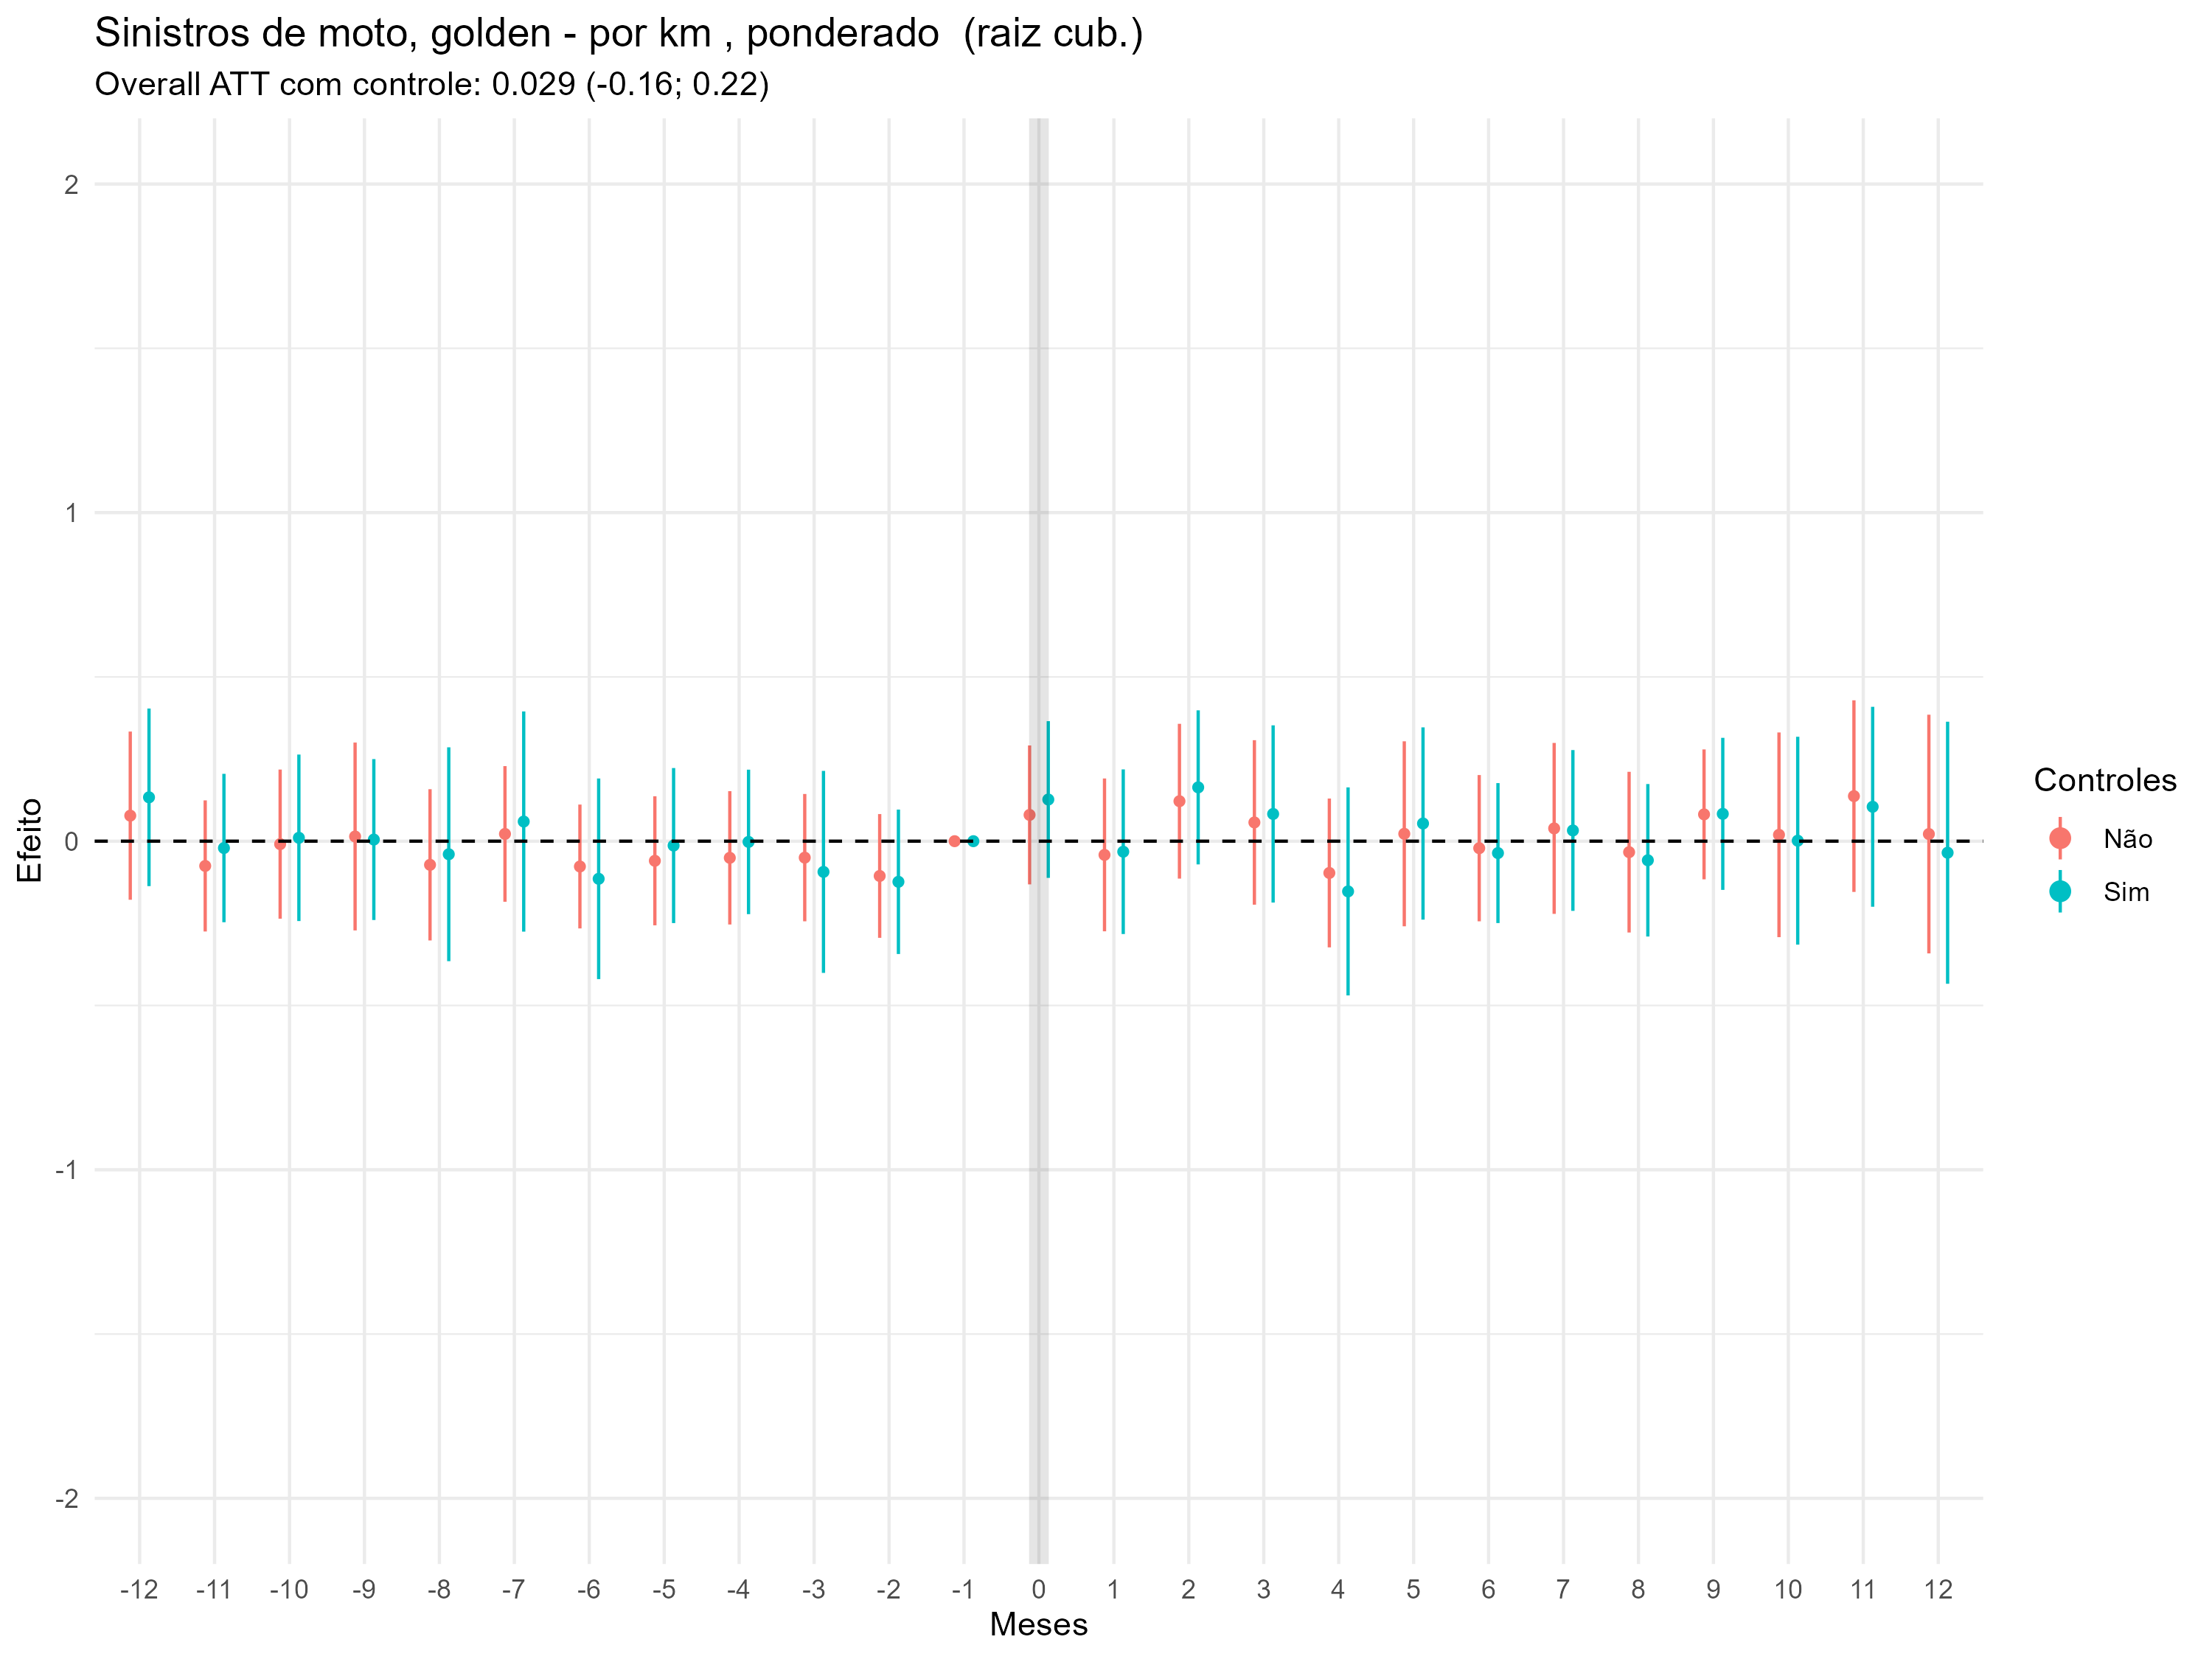 Sinistros de moto, golden - por km , ponderado  (raiz cub.)
Overall ATT com controle: 0.029 (-0.16; 0.22)
Efeito
2
1
0
-1
-2
-12 -11 -10 -9 -8 -7 -6 -5 -4 -3 -2 -1 0 1 2 3 4 5 6 7 8 9 10 11 12
Meses
Controles
Não
Sim